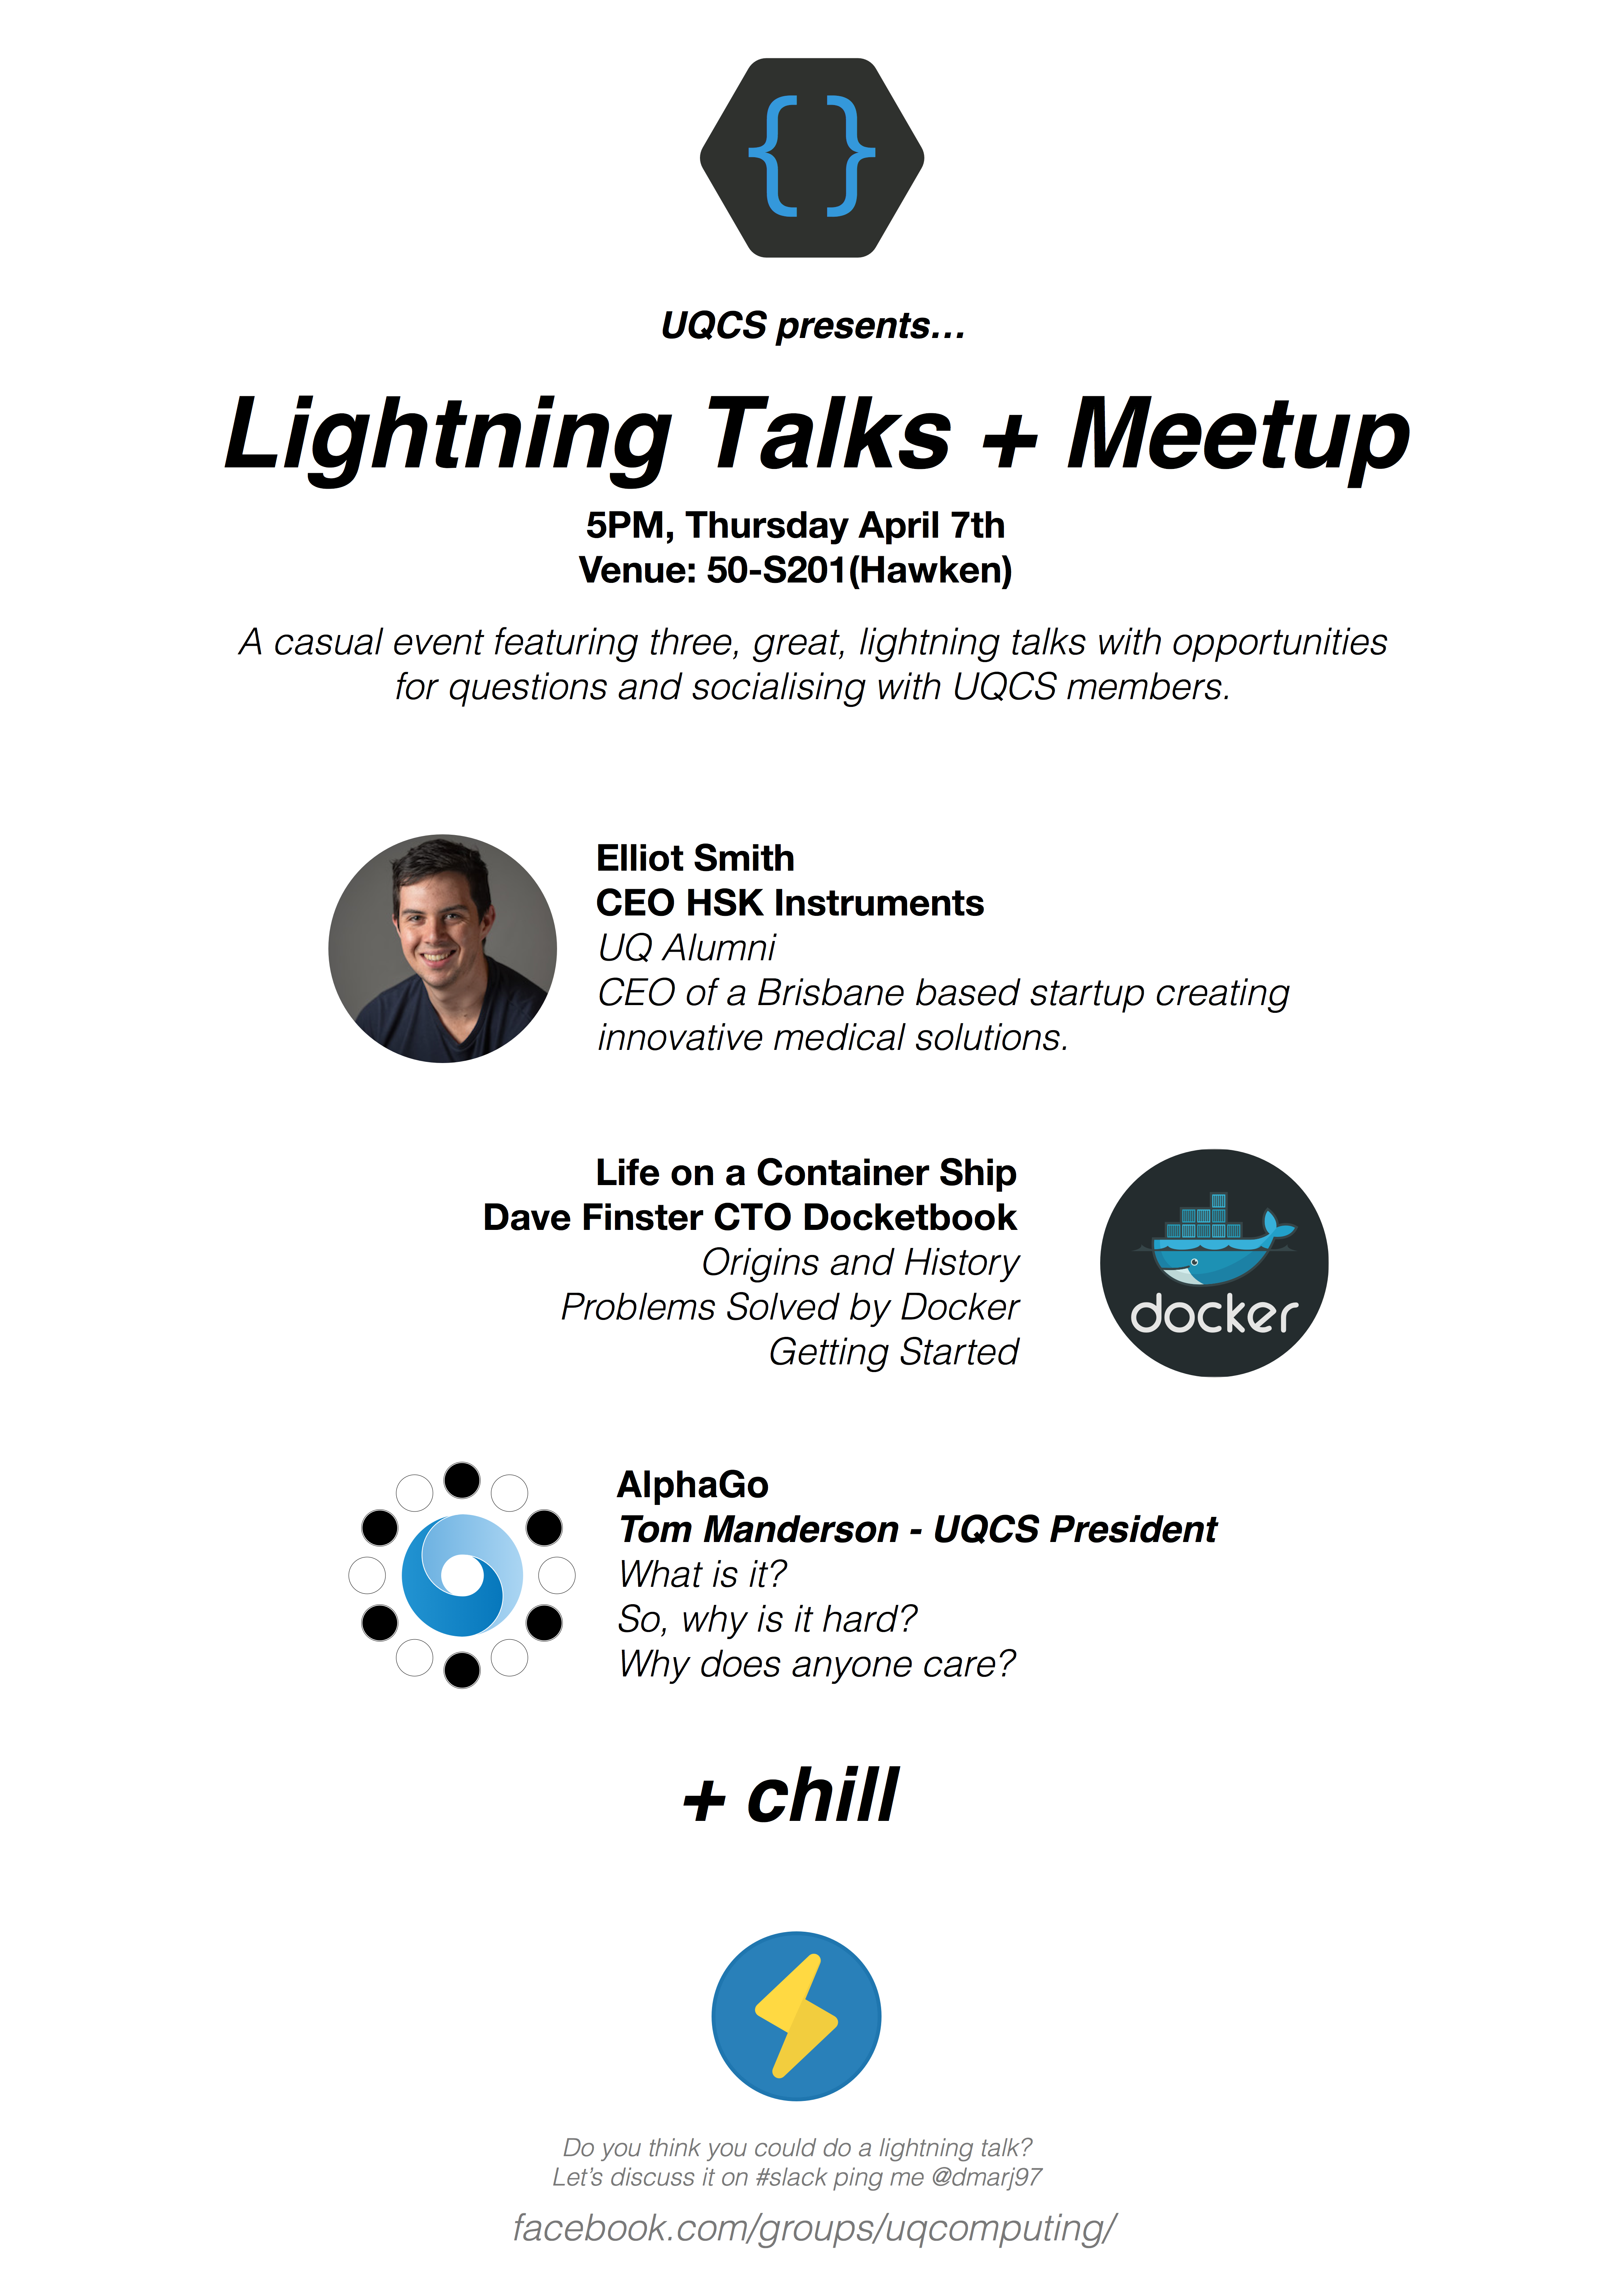 { }
UQCS presents...
Lightning Talks + Meetup
5PM, Thursday April 7th
Venue: 50-S201(Hawken)
A casual event featuring three, great, lightning talks with opportunities
for questions and socialising with UQCS members.
Elliot Smith
CEO HSK Instruments
UQ Alumni
CEO of a Brisbane based startup creating
innovative medical solutions.
Life on a Container Ship
Dave Finster CTO Docketbook
Origins and History
Problems Solved by Docker
Getting Started
docker
AlphaGo
Tom Manderson - UQCS President
What is it?
So, why is it hard?
Why does anyone care?
+ chill
Do you think you could do a lightning talk?
Let's discuss it on #slack ping me @dmarj97
facebook.com/groups/uqcomputing/